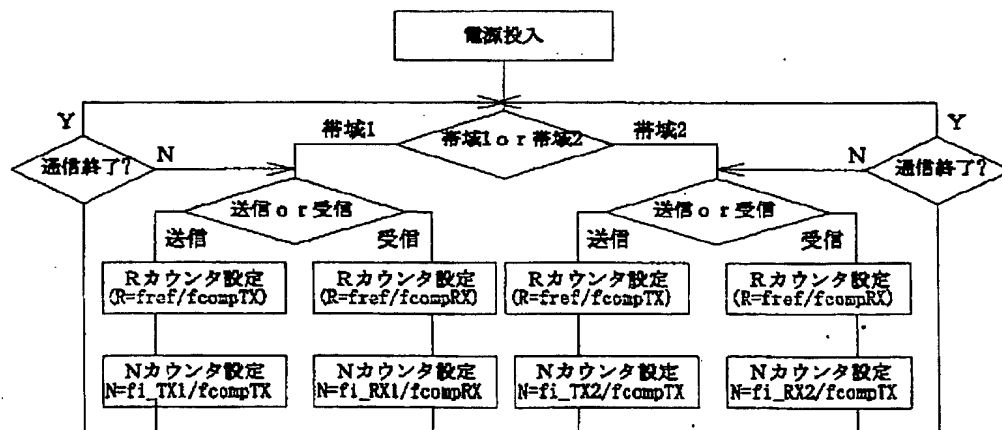 電源投入
Y
帯域1
帯域1or帯域2
帯域2
Y
通信終了?
N
N
通信終了?
送信or受信
送信or受信
送信
受信
送信
受信
Rカウンタ設定
(R=fref/fcompTX)
Rカウンタ設定
(R=fref/fcompRX)
Rカウンタ設定
(R=fref/fcompTX)
Rカウンタ設定
(R=fref/fcompRX)
Nカウンタ設定
N=fi_TX1/fcompTX
Nカウンタ設定
N=fi_RX1/fcompRX
Nカウンタ設定
N=fi_TX2/fcompTX
Nカウンタ設定
N=fi_RX2/fcompTX